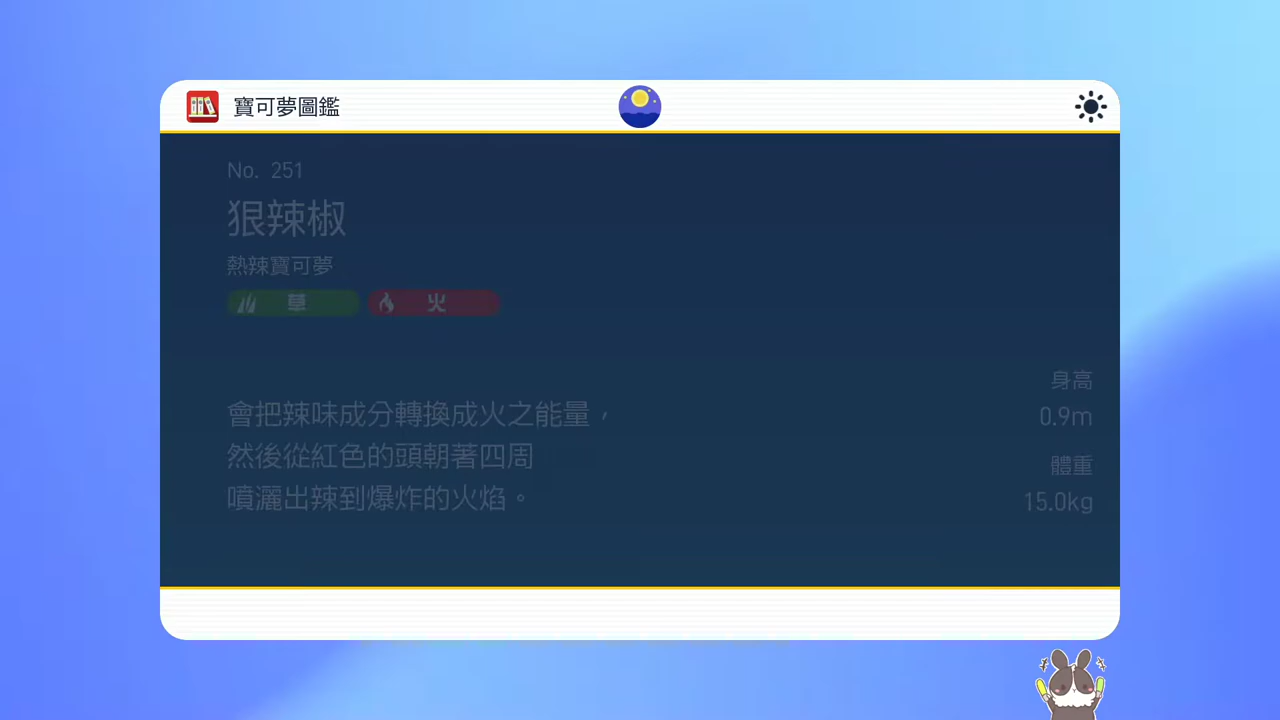 寶可夢圖鑑
No. 251
狠辣椒
熱辣寶可夢
草 火
會把辣味成分轉換成火之能量，
然後從紅色的頭朝著四周
噴灑出辣到爆炸的火焰。
身高
0.9m
體重
15.0kg